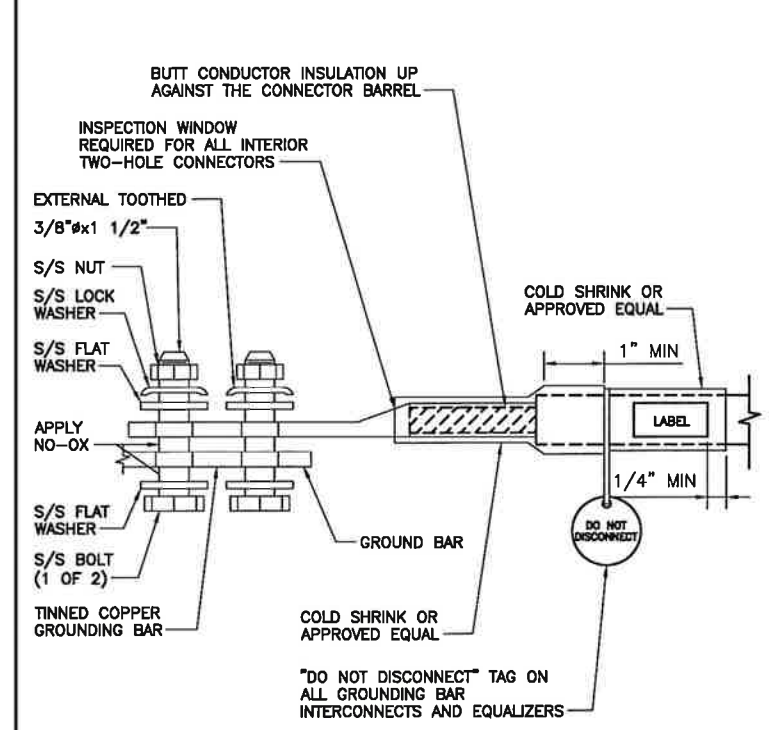 BUTT CONDUCTOR INSULATION UP
AGAINST THE CONNECTOR BARREL
INSPECTION WINDOW
REQUIRED FOR ALL INTERIOR
TWO-HOLE CONNECTORS
EXTERNAL TOOTHED
3/8"øx1 1/2"
S/S NUT
S/S LOCK
WASHER
S/S FLAT
WASHER
APPLY
NO-OX
S/S FLAT
WASHER
S/S BOLT
(1 OF 2)
TINNED COPPER
GROUNDING BAR
GROUND BAR
COLD SHRINK OR
APPROVED EQUAL
1" MIN
LABEL
1/4" MIN
DO NOT
DISCONNECT
COLD SHRINK OR
APPROVED EQUAL
"DO NOT DISCONNECT" TAG ON
ALL GROUNDING BAR
INTERCONNECTS AND EQUALIZERS